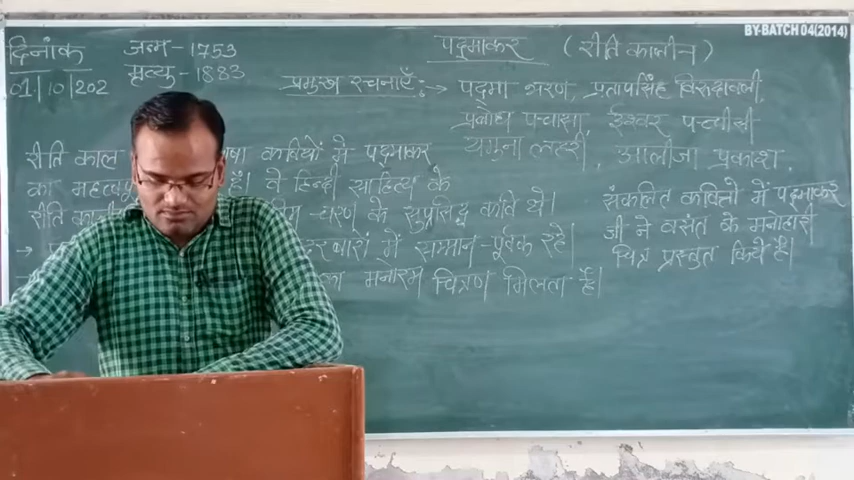 BY-BATCH 04(2014)
दिनांक
01/10/202
जन्म - 1753
मृत्यु - 1883
पद्माकर (रीति कालीन)
प्रमुख रचनाएँ :→ पद्मा भरण, प्रतापसिंह विरूदावली,
प्रबोध पचासा, ईश्वर पच्चीसी
यमुना लहरी, आलीजा प्रकाश.
रीति काल षा कवियों में पद्माकर
का महत्वपू है। वे हिन्दी साहित्य के
रीति काली चरण के सुप्रसिद्ध कवि थे।
दरबारों में सम्मान-पूर्वक रहे
का मनोरम चित्रण मिलता है।
संकलित कवित्तो में पद्माकर
जी ने वसंत के मनोहारी
चित्र प्रस्तुत किये है।